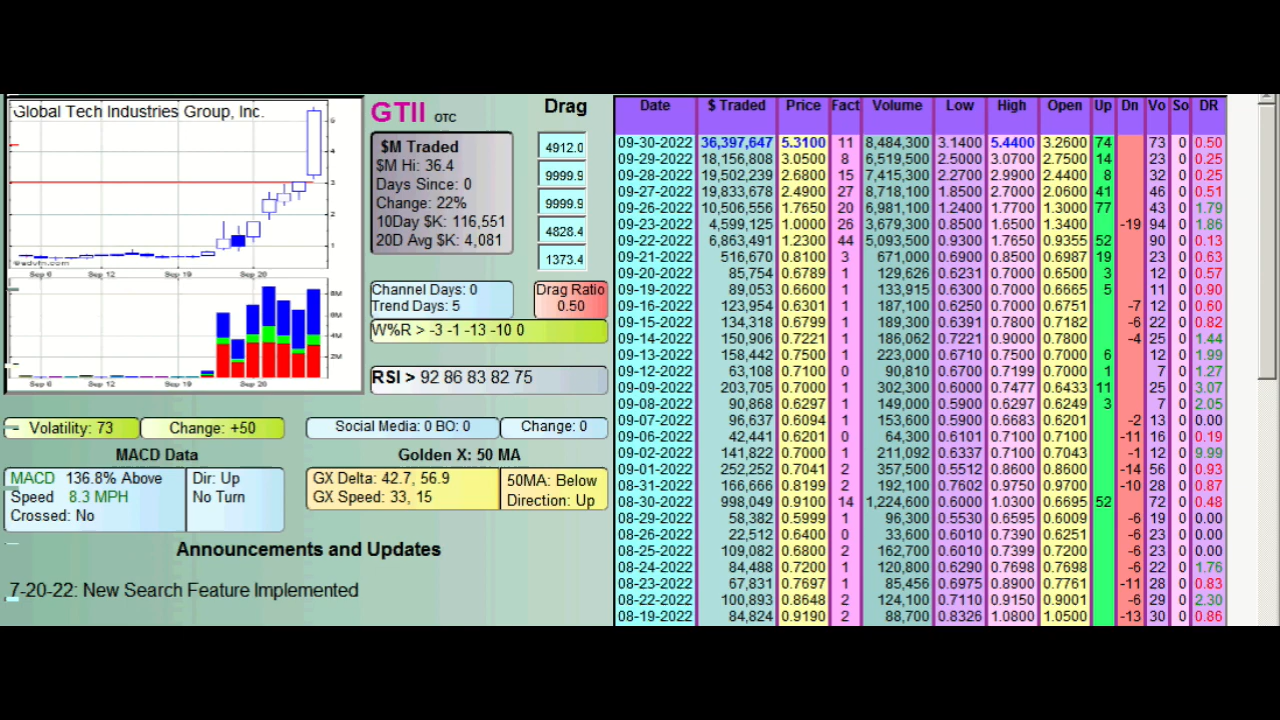 Global Tech Industries Group, Inc.
5
4
3
2
1
©advfn.com
Sep 6 Sep 12 Sep 19 Sep 20
8M
6M
4M
2M
Sep 6 Sep 12 Sep 19 Sep 20
GTII OTC
Drag
$M Traded
$M Hi: 36.4
Days Since: 0
Change: 22%
10Day $K: 116,551
20D Avg $K: 4,081
4912.0
9999.9
9999.9
4828.4
1373.4
Channel Days: 0
Trend Days: 5
Drag Ratio
0.50
W%R > -3 -1 -13 -10 0
RSI > 92 86 83 82 75
Volatility: 73
Change: +50
Social Media: 0 BO: 0
Change: 0
MACD Data
MACD 136.8% Above
Speed 8.3 MPH
Crossed: No
Dir: Up
No Turn
Golden X: 50 MA
GX Delta: 42.7, 56.9
GX Speed: 33, 15
50MA: Below
Direction: Up
Announcements and Updates
7-20-22: New Search Feature Implemented
Date $ Traded Price Fact Volume Low High Open Up Dn Vo So DR
09-30-2022 36,397,647 5.3100 11 8,484,300 3.1400 5.4400 3.2600 74 73 0 0.50
09-29-2022 18,156,808 3.0500 8 6,519,500 2.5000 3.0700 2.7500 14 23 0 0.25
09-28-2022 19,502,239 2.6800 15 7,415,300 2.2700 2.9900 2.4400 8 32 0 0.25
09-27-2022 19,833,678 2.4900 27 8,718,100 1.8500 2.7000 2.0600 41 46 0 0.51
09-26-2022 10,506,556 1.7650 20 6,981,100 1.2400 1.7700 1.3000 77 43 0 1.79
09-23-2022 4,599,125 1.0000 26 3,679,300 0.8500 1.6500 1.3400 -19 94 0 1.86
09-22-2022 6,863,491 1.2300 44 5,093,500 0.9300 1.7650 0.9355 52 90 0 0.13
09-21-2022 516,670 0.8100 3 671,000 0.6900 0.8500 0.6987 19 23 0 0.63
09-20-2022 85,754 0.6789 1 129,626 0.6231 0.7000 0.6500 3 12 0 0.57
09-19-2022 89,053 0.6600 1 133,915 0.6300 0.7000 0.6665 5 11 0 0.90
09-16-2022 123,954 0.6301 1 187,100 0.6250 0.7000 0.6751 -7 12 0 0.60
09-15-2022 134,318 0.6799 1 189,300 0.6391 0.7800 0.7182 -6 22 0 0.82
09-14-2022 150,906 0.7221 1 186,062 0.7221 0.9000 0.7800 -4 25 0 1.44
09-13-2022 158,442 0.7500 1 223,000 0.6710 0.7500 0.7000 6 12 0 1.99
09-12-2022 63,108 0.7100 0 90,810 0.6700 0.7199 0.7000 1 7 0 1.27
09-09-2022 203,705 0.7000 1 302,300 0.6000 0.7477 0.6433 11 25 0 3.07
09-08-2022 90,868 0.6297 1 149,000 0.5900 0.6297 0.6249 3 7 0 2.05
09-07-2022 96,637 0.6094 1 153,600 0.5900 0.6683 0.6201 -2 13 0 0.00
09-06-2022 42,441 0.6201 0 64,300 0.6101 0.7100 0.7100 -11 16 0 0.19
09-02-2022 141,822 0.7000 1 211,092 0.6337 0.7100 0.7043 -1 12 0 9.99
09-01-2022 252,252 0.7041 2 357,500 0.5512 0.8600 0.8600 -14 56 0 0.93
08-31-2022 166,666 0.8199 2 192,100 0.7602 0.9750 0.9700 -10 28 0 0.87
08-30-2022 998,049 0.9100 14 1,224,600 0.6000 1.0300 0.6695 52 72 0 0.48
08-29-2022 58,382 0.5999 1 96,300 0.5530 0.6595 0.6009 -6 19 0 0.00
08-26-2022 22,512 0.6400 0 33,600 0.6010 0.7390 0.6251 -6 23 0 0.00
08-25-2022 109,082 0.6800 2 162,700 0.6010 0.7399 0.7200 -6 23 0 0.00
08-24-2022 84,488 0.7200 1 120,800 0.6290 0.7768 0.7698 -6 22 0 1.76
08-23-2022 67,831 0.7697 1 85,456 0.6975 0.8900 0.7761 -11 28 0 0.83
08-22-2022 100,893 0.8648 2 124,100 0.7110 0.9150 0.9001 -6 29 0 2.30
08-19-2022 84,824 0.9190 2 88,700 0.8326 1.0800 1.0500 -13 30 0 0.86